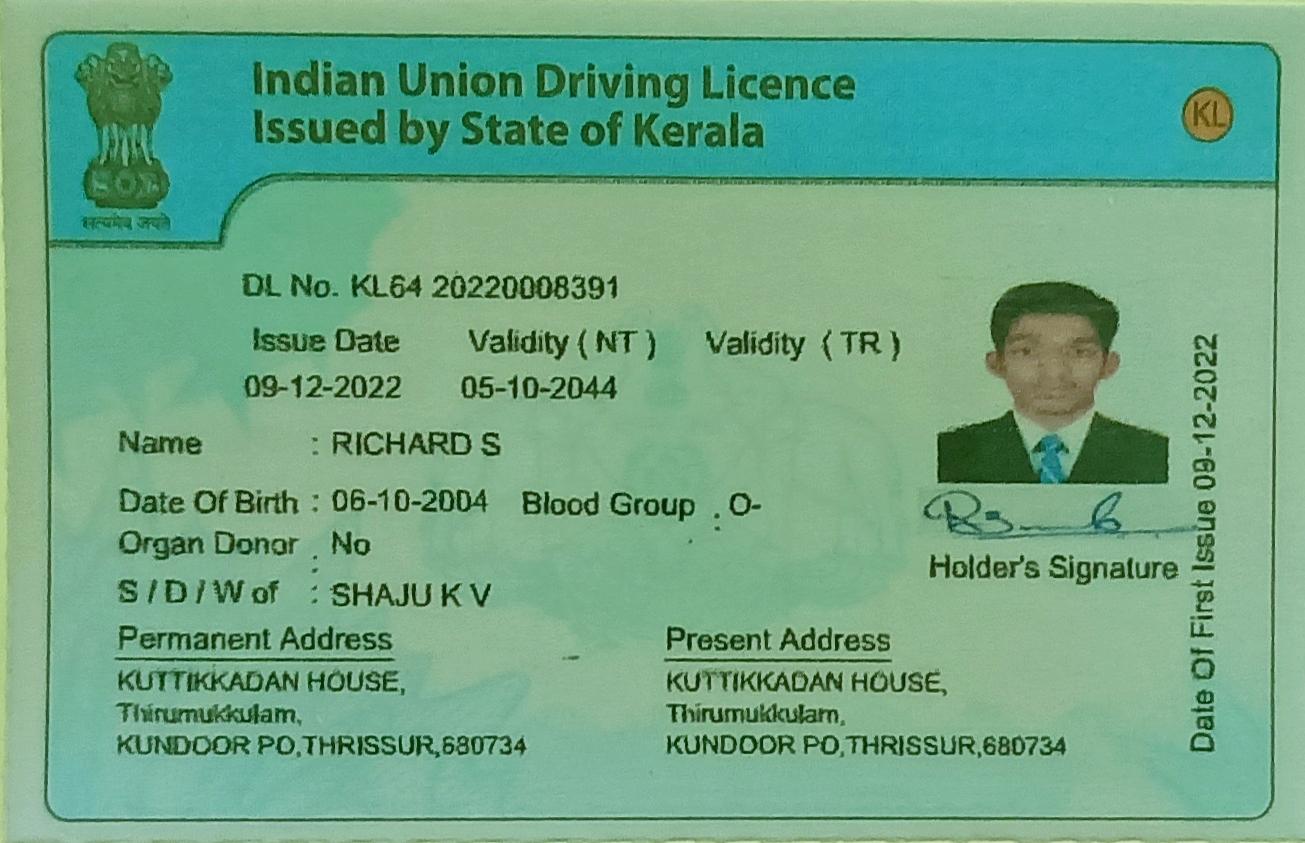 Indian Union Driving Licence
Issued by State of Kerala
KL
सत्यमेव जयते
DL No. KL64 20220008391
Issue Date Validity ( NT ) Validity ( TR )
09-12-2022 05-10-2044
Name : RICHARD S
Date Of Birth : 06-10-2004 Blood Group : O-
Organ Donor : No
S / D / W of : SHAJU K V
Holder's Signature
Date Of First Issue 09-12-2022
Permanent Address
KUTTIKKADAN HOUSE,
Thirumukkulam,
KUNDOOR PO,THRISSUR,680734
Present Address
KUTTIKKADAN HOUSE,
Thirumukkulam,
KUNDOOR PO,THRISSUR,680734